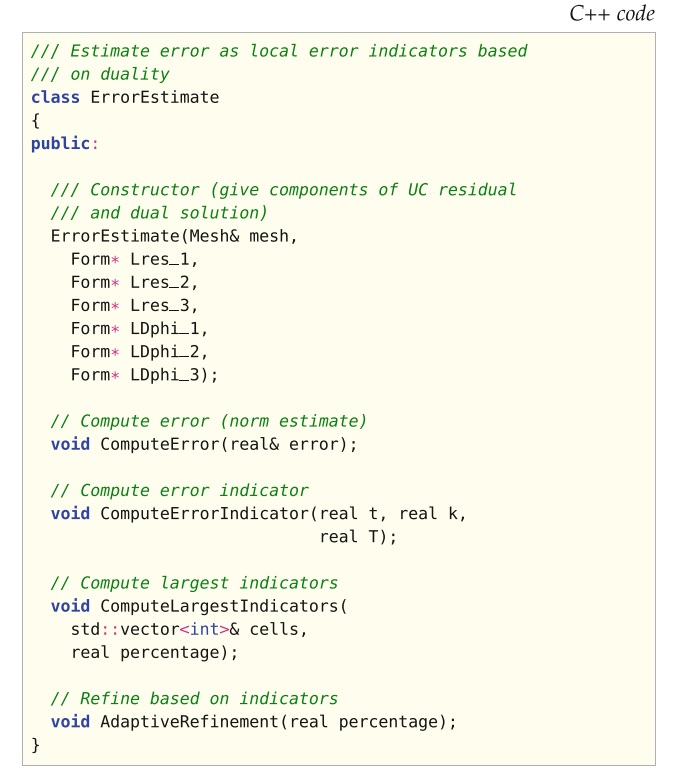 C++ code
/// Estimate error as local error indicators based
/// on duality
class ErrorEstimate
{
public:
/// Constructor (give components of UC residual
/// and dual solution)
ErrorEstimate(Mesh& mesh,
Form* Lres_1,
Form* Lres_2,
Form* Lres_3,
Form* LDphi_1,
Form* LDphi_2,
Form* LDphi_3);
// Compute error (norm estimate)
void ComputeError(real& error);
// Compute error indicator
void ComputeErrorIndicator(real t, real k,
real T);
// Compute largest indicators
void ComputeLargestIndicators(
std::vector<int>& cells,
real percentage);
// Refine based on indicators
void AdaptiveRefinement(real percentage);
}